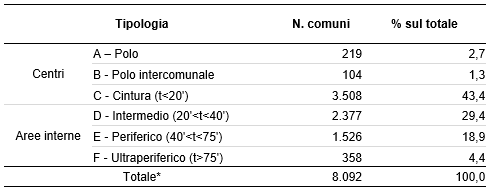 Tipologia N. comuni % sul totale
A – Polo 219 2,7
Centri B - Polo intercomunale 104 1,3
C - Cintura (t<20') 3.508 43,4
D - Intermedio (20'<t<40') 2.377 29,4
Aree interne E - Periferico (40'<t<75') 1.526 18,9
F - Ultraperiferico (t>75') 358 4,4
Totale* 8.092 100,0